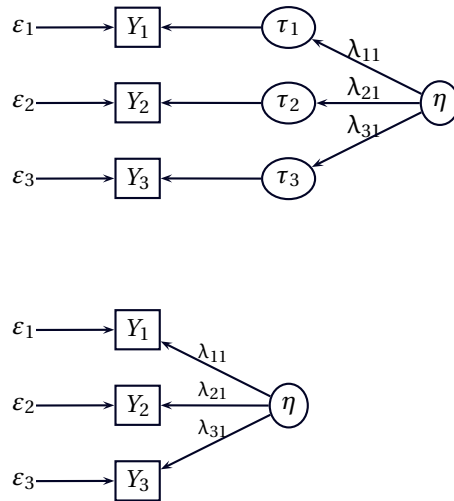 ε₁ Y₁ τ₁ λ₁₁
ε₂ Y₂ τ₂ λ₂₁ η
ε₃ Y₃ τ₃ λ₃₁
ε₁ Y₁ λ₁₁
ε₂ Y₂ λ₂₁ η
ε₃ Y₃ λ₃₁